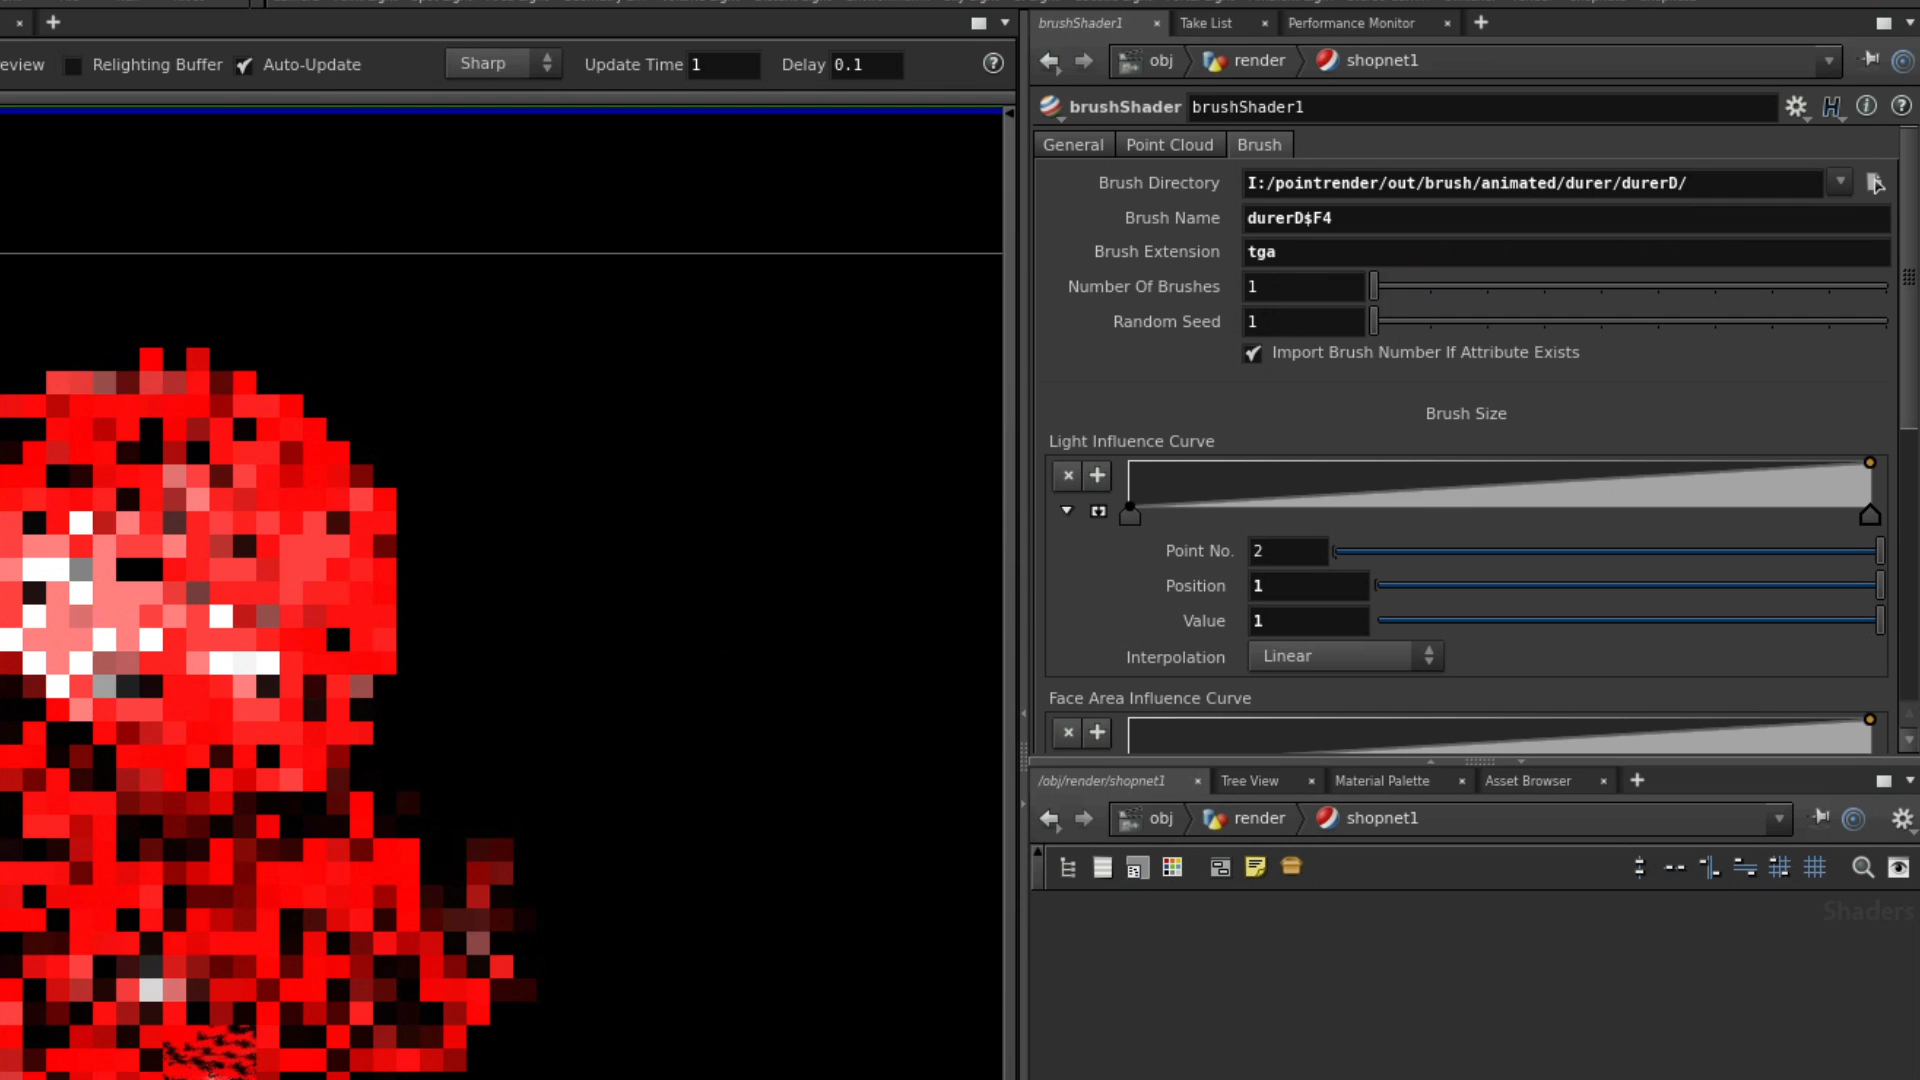 brushShader1 Take List Performance Monitor
eview Relighting Buffer Auto-Update Sharp Update Time 1 Delay 0.1
obj render shopnet1
brushShader brushShader1
General Point Cloud Brush
Brush Directory I:/pointrender/out/brush/animated/durer/durerD/
Brush Name durerD$F4
Brush Extension tga
Number Of Brushes 1
Random Seed 1
Import Brush Number If Attribute Exists
Brush Size
Light Influence Curve
Point No. 2
Position 1
Value 1
Interpolation Linear
Face Area Influence Curve
/obj/render/shopnet1 Tree View Material Palette Asset Browser
obj render shopnet1
Shaders